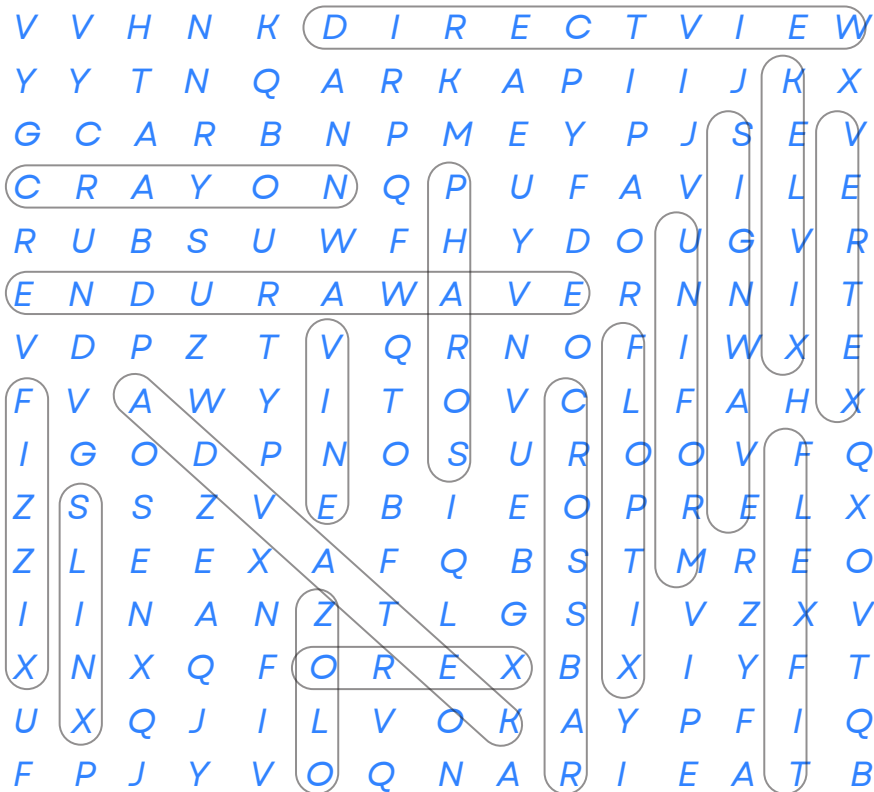 V V H N K D I R E C T V I E W
Y Y T N Q A R K A P I I J K X
G C A R B N P M E Y P J S E V
C R A Y O N Q P U F A V I L E
R U B S U W F H Y D O U G V R
E N D U R A W A V E R N N I T
V D P Z T V Q R N O F I W X E
F V A W Y I T O V C L F A H X
I G O D P N O S U R O O V F Q
Z S S Z V E B I E O P R E L X
Z L E E X A F Q B S T M R E O
I I N A N Z T L G S I V Z X V
X N X Q F O R E X B X I Y F T
U X Q J I L V O K A Y P F I Q
F P J Y V O Q N A R I E A T B